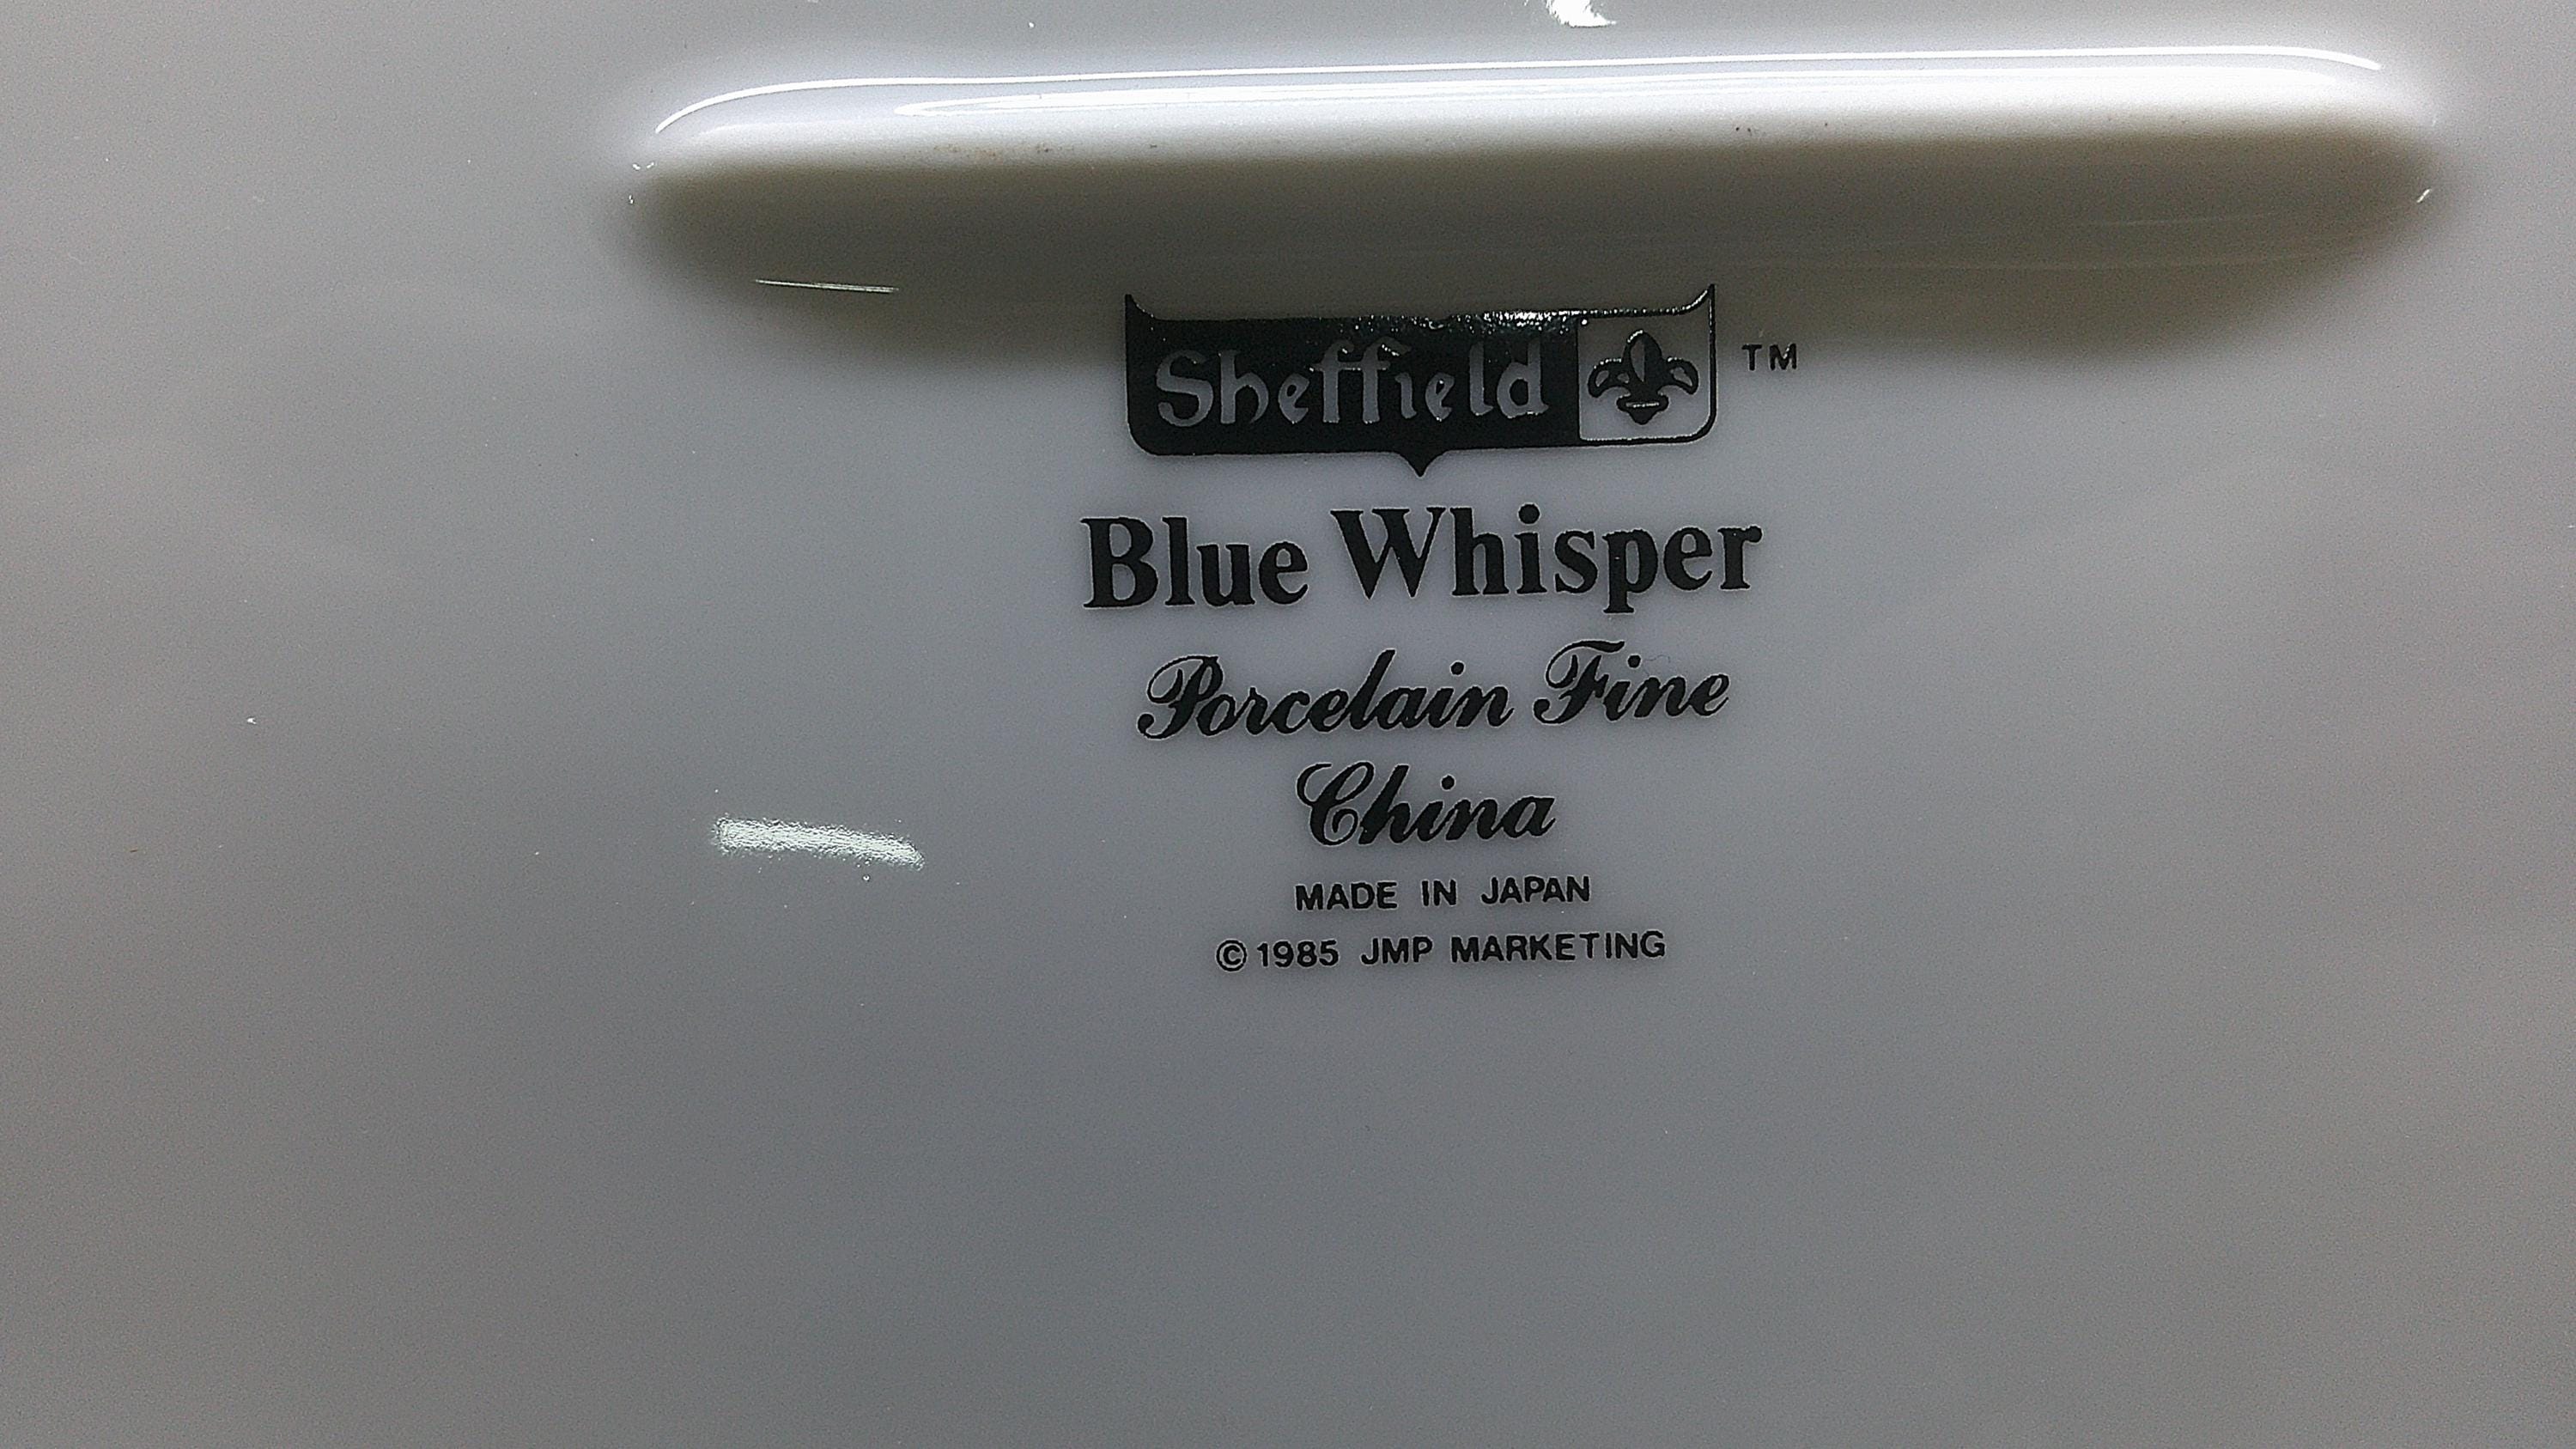 Sheffield TM
Blue Whisper
Porcelain Fine
China
MADE IN JAPAN
©1985 JMP MARKETING